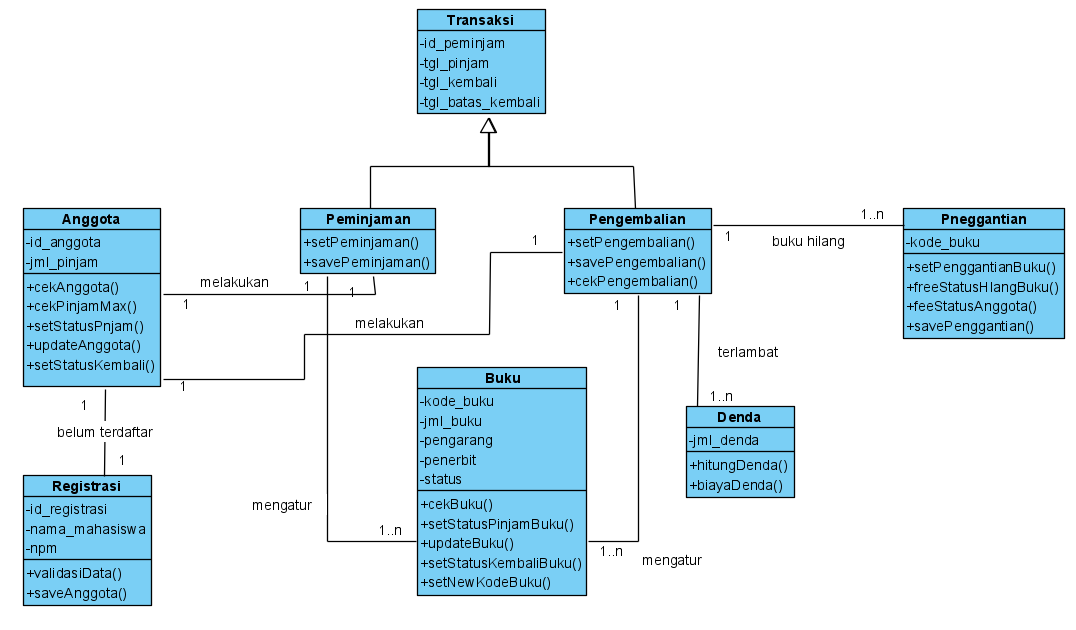 Transaksi
-id_peminjam
-tgl_pinjam
-tgl_kembali
-tgl_batas_kembali
Anggota
-id_anggota
-jml_pinjam
+cekAnggota()
+cekPinjamMax()
+setStatusPnjam()
+updateAnggota()
+setStatusKembali()
Peminjaman
+setPeminjaman()
+savePeminjaman()
Pengembalian
+setPengembalian()
+savePengembalian()
+cekPengembalian()
Pneggantian
-kode_buku
+setPenggantianBuku()
+freeStatusHIangBuku()
+feeStatusAnggota()
+savePenggantian()
1..n
1
buku hilang
melakukan
1
1
1
1
melakukan
1
1
1
terlambat
1..n
Buku
-kode_buku
-jml_buku
-pengarang
-penerbit
-status
+cekBuku()
+setStatusPinjamBuku()
+updateBuku()
+setStatusKembaliBuku()
+setNewKodeBuku()
Denda
-jml_denda
+hitungDenda()
+biayaDenda()
1
belum terdaftar
1
Registrasi
-id_registrasi
-nama_mahasiswa
-npm
+validasiData()
+saveAnggota()
mengatur
1..n
1..n
mengatur